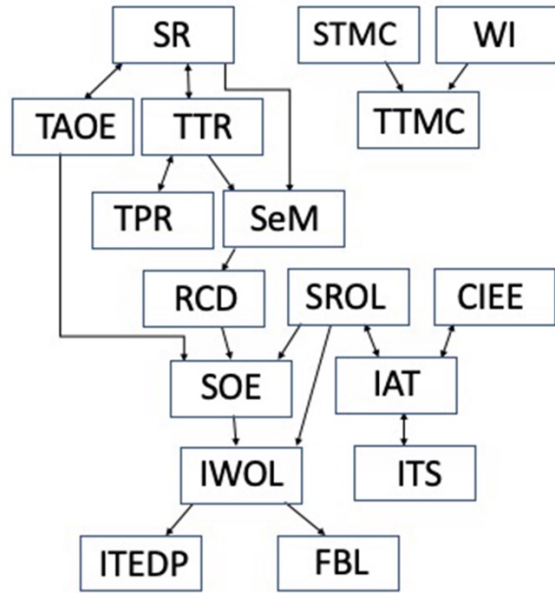 SR STMC WI
TAOE TTR TTMC
TPR SeM
RCD SROL CIEE
SOE IAT
IWOL ITS
ITEDP FBL